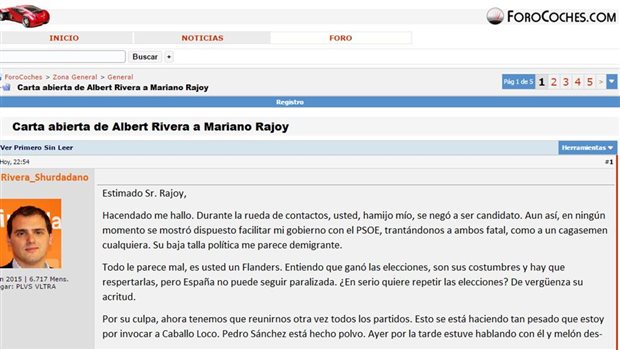 FOROCOCHES.COM
INICIO NOTICIAS FORO
Buscar
ForoCoches > Zona General > General
Carta abierta de Albert Rivera a Mariano Rajoy
Pág 1 de 5 1 2 3 4 5 >
Registro
Carta abierta de Albert Rivera a Mariano Rajoy
Ver Primero Sin Leer Herramientas
Hoy, 22:54 #1
Rivera_Shurdadano
n 2015 | 6.717 Mens.
gar: PLVS VLTRA
Estimado Sr. Rajoy,
Hacendado me hallo. Durante la rueda de contactos, usted, hamijo mío, se negó a ser candidato. Aun así, en ningún
momento se mostró dispuesto facilitar mi gobierno con el PSOE, trantándonos a ambos fatal, como a un cagasemen
cualquiera. Su baja talla política me parece demigrante.
Todo le parece mal, es usted un Flanders. Entiendo que ganó las elecciones, son sus costumbres y hay que
respertarlas, pero España no puede seguir paralizada. ¿En serio quiere repetir las elecciones? De vergüenza su
acritud.
Por su culpa, ahora tenemos que reunirnos otra vez todos los partidos. Esto se está haciendo tan pesado que estoy
por invocar a Caballo Loco. Pedro Sánchez está hecho polvo. Ayer por la tarde estuve hablando con él y melón des-